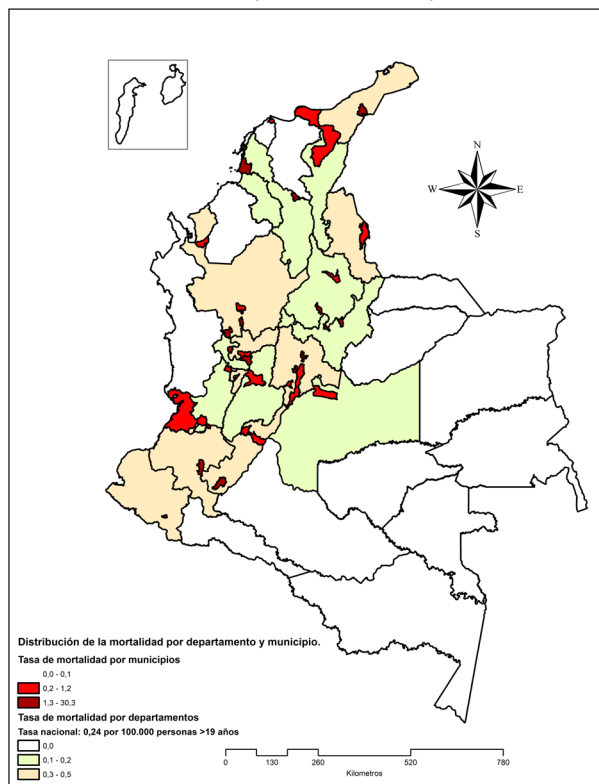 N
W E
S
Distribución de la mortalidad por departamento y municipio.
Tasa de mortalidad por municipios
0,0 - 0,1
0,2 - 1,2
1,3 - 30,3
Tasa de mortalidad por departamentos
Tasa nacional: 0,24 por 100.000 personas >19 años
0,0
0,1 - 0,2
0,3 - 0,5
0 130 260 520 780
Kilometros